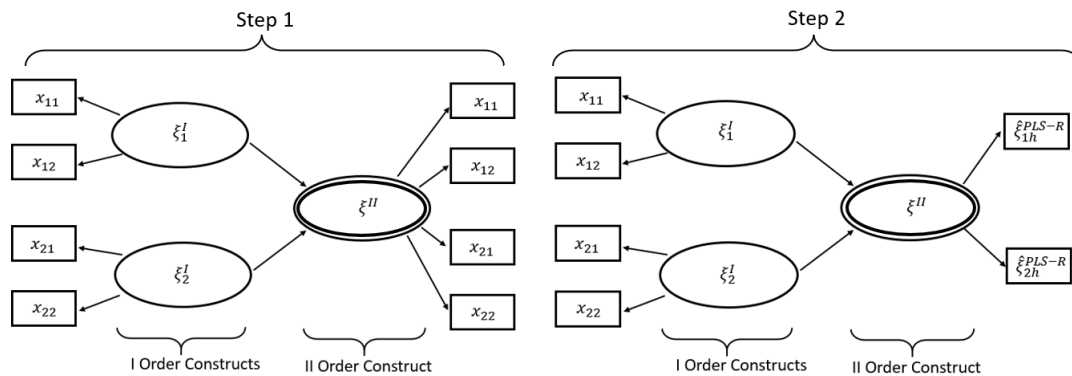 Step 1
x₁₁
x₁₂
x₂₁
x₂₂
ξ₁ᴵ
ξ₂ᴵ
ξᴵᴵ
x₁₁
x₁₂
x₂₁
x₂₂
I Order Constructs
II Order Construct
Step 2
x₁₁
x₁₂
x₂₁
x₂₂
ξ₁ᴵ
ξ₂ᴵ
ξᴵᴵ
ξ̂₁ₕᴾᴸˢ⁻ᴿ
ξ̂₂ₕᴾᴸˢ⁻ᴿ
I Order Constructs
II Order Construct